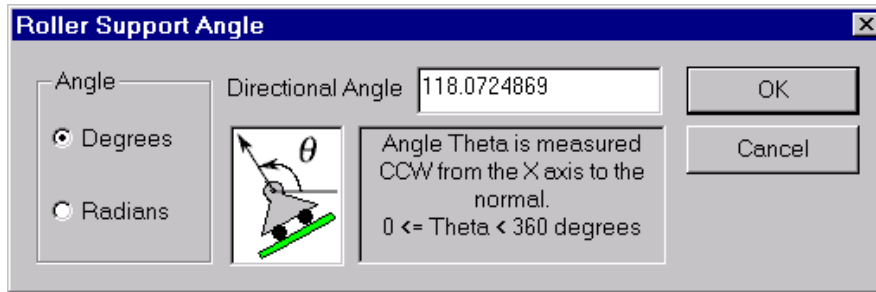 Roller Support Angle
Angle
Degrees
Radians
Directional Angle 118.0724869
θ
Angle Theta is measured
CCW from the X axis to the
normal.
0 <= Theta < 360 degrees
OK
Cancel